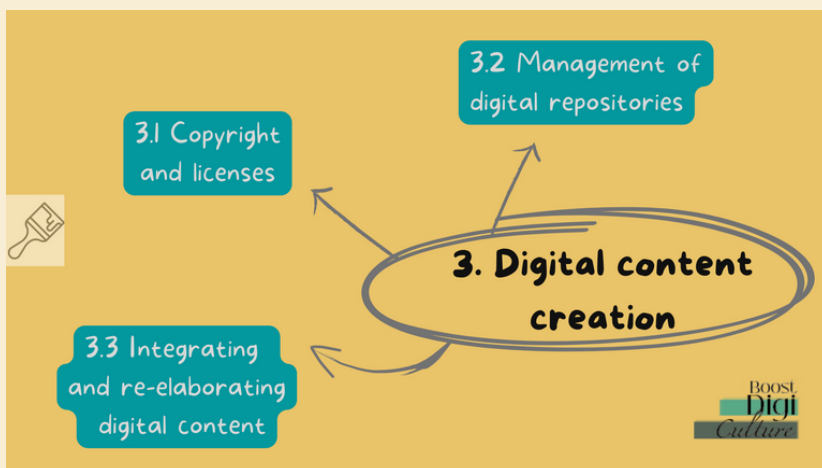 3.1 Copyright
and licenses
3.2 Management of
digital repositories
3. Digital content
creation
3.3 Integrating
and re-elaborating
digital content
Boost
Digi
Culture